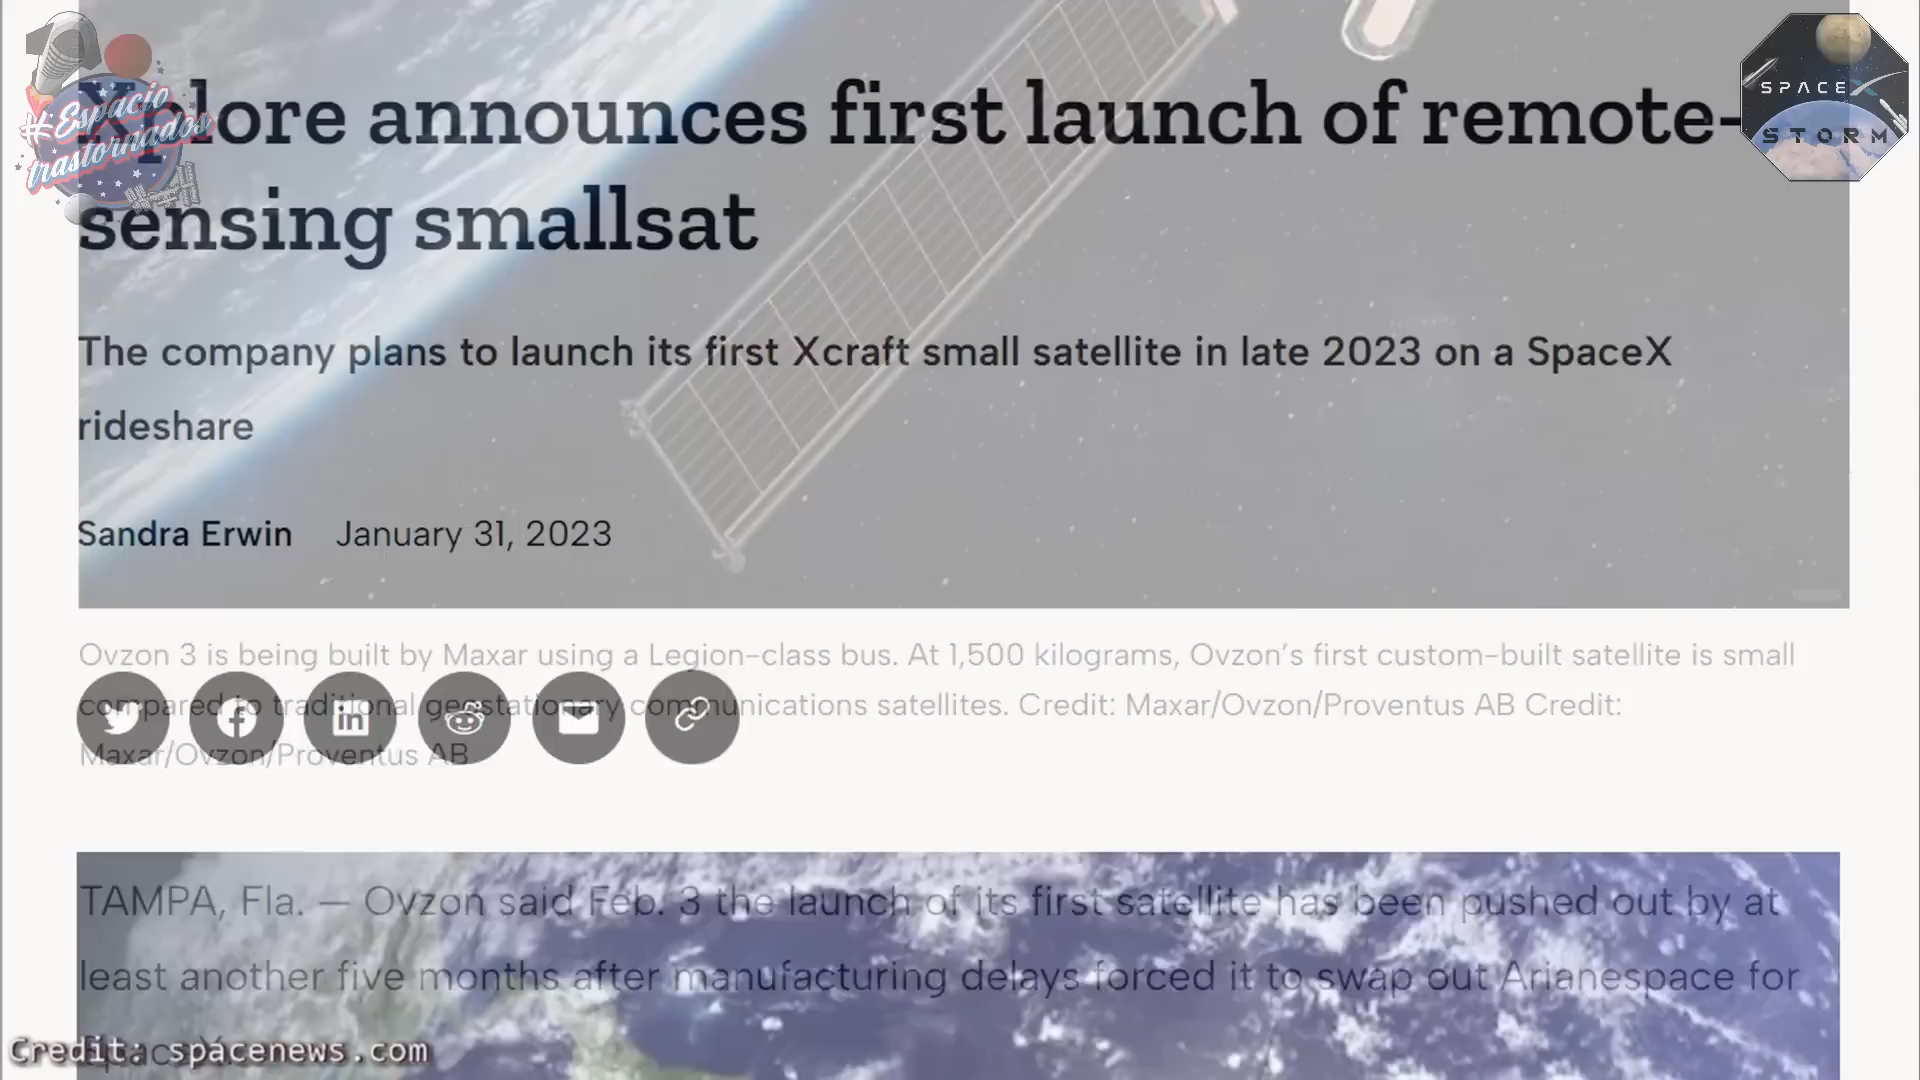 #Espacio
trastornados
SPACEX
STORM
Xplore announces first launch of remote-
sensing smallsat
The company plans to launch its first Xcraft small satellite in late 2023 on a SpaceX
rideshare
Sandra Erwin January 31, 2023
Ovzon 3 is being built by Maxar using a Legion-class bus. At 1,500 kilograms, Ovzon’s first custom-built satellite is small
compared to traditional geostationary communications satellites. Credit: Maxar/Ovzon/Proventus AB Credit:
Maxar/Ovzon/Proventus AB
TAMPA, Fla. — Ovzon said Feb. 3 the launch of its first satellite has been pushed out by at
least another five months after manufacturing delays forced it to swap out Arianespace for
SpaceX.
Credit: spacenews.com